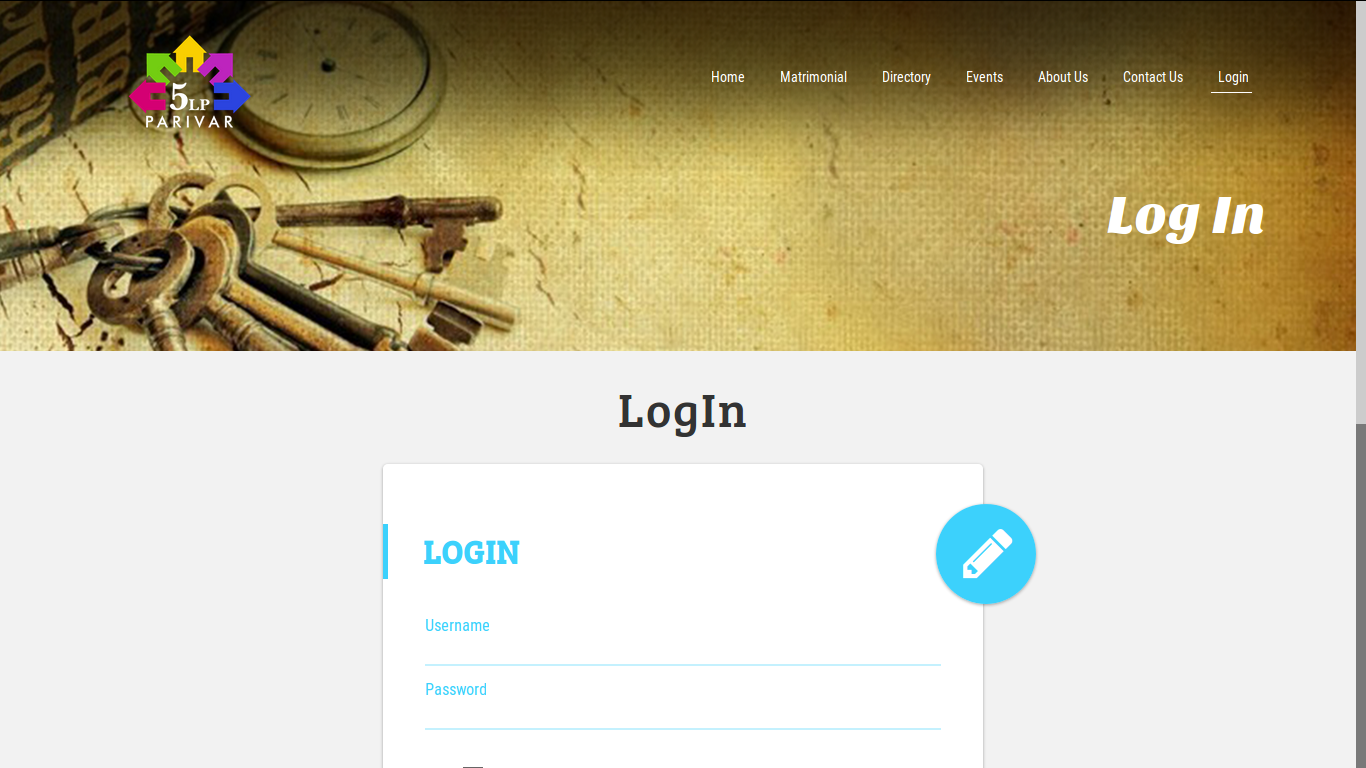 5LP
PARIVAR
Home
Matrimonial
Directory
Events
About Us
Contact Us
Login
Log In
LogIn
LOGIN
Username
Password